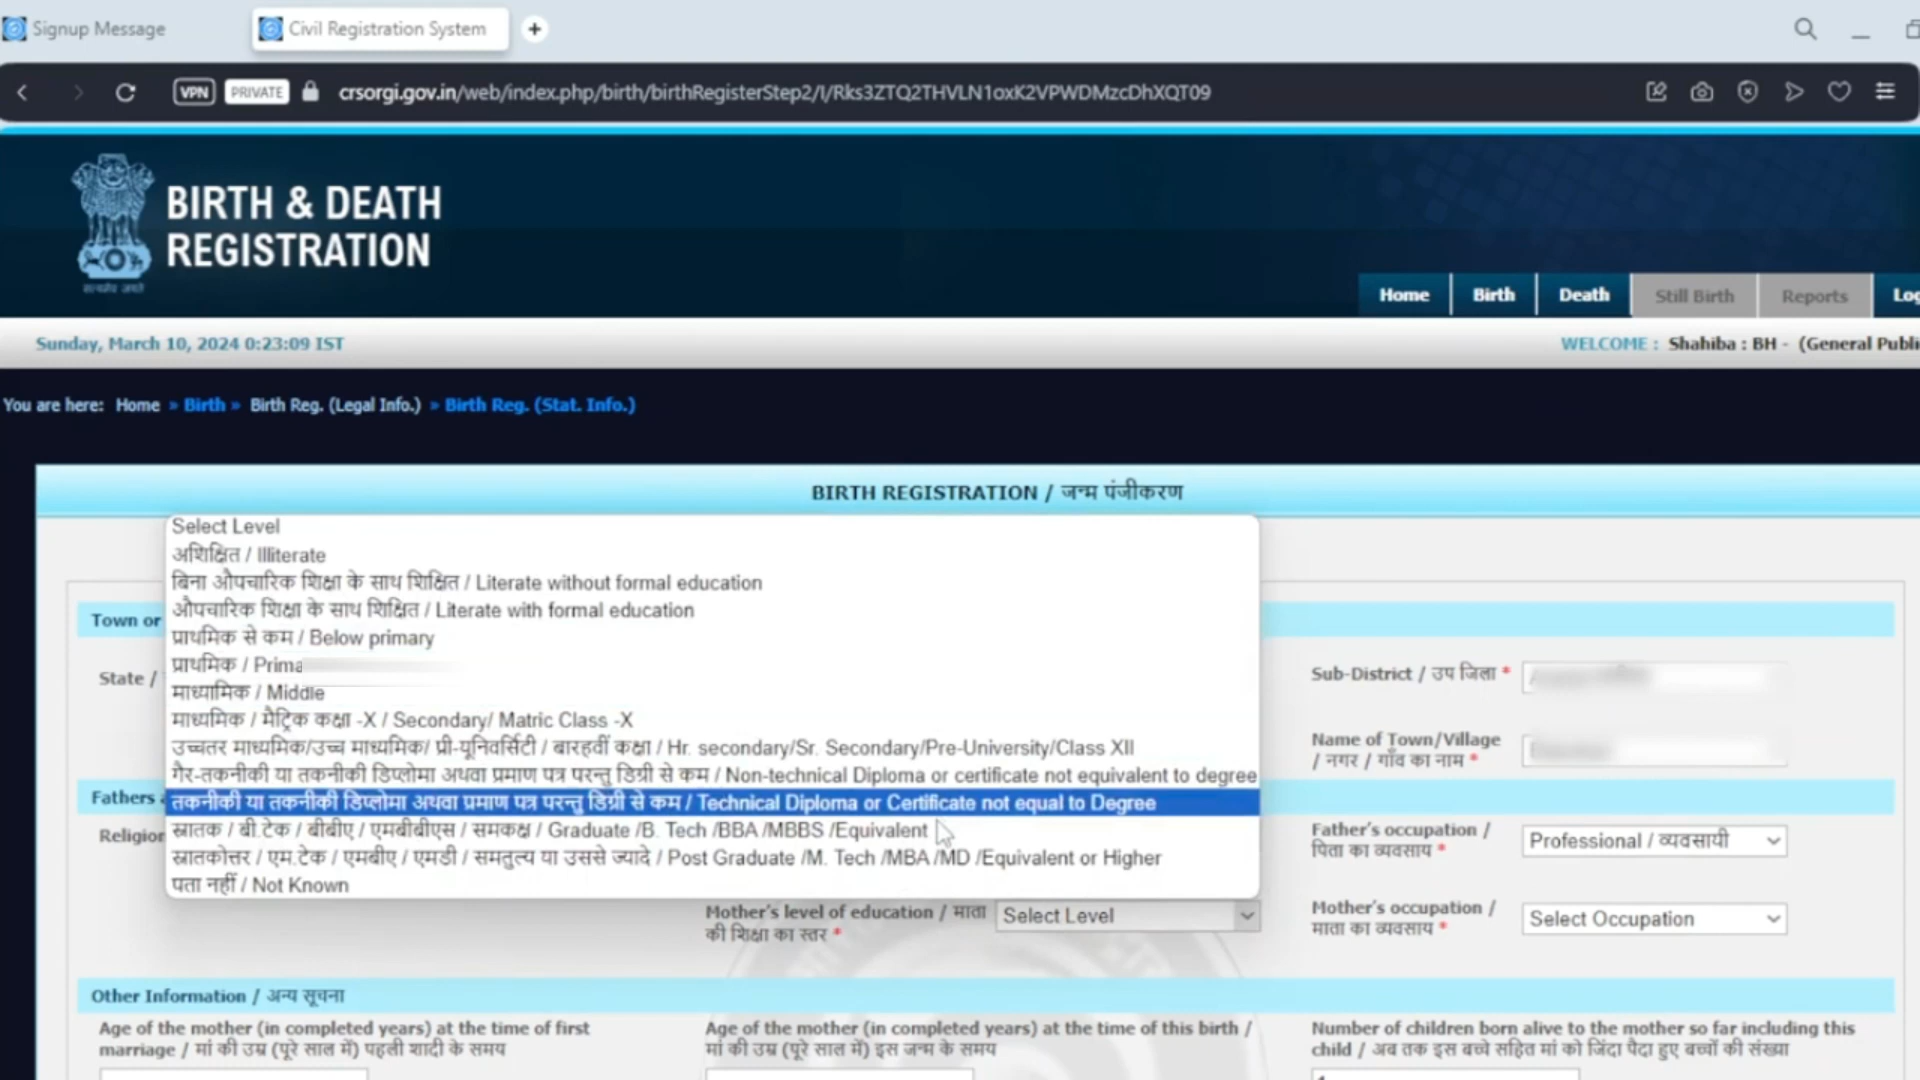 Signup Message
Civil Registration System
VPN PRIVATE crsorgi.gov.in/web/index.php/birth/birthRegisterStep2/I/Rks3ZTQ2THVLN1oxK2VPWDMzcDhXQT09
BIRTH & DEATH
REGISTRATION
सत्यमेव जयते
Home Birth Death Still Birth Reports Log
Sunday, March 10, 2024 0:23:09 IST
WELCOME : Shahiba : BH - (General Publi
You are here: Home » Birth » Birth Reg. (Legal Info.) » Birth Reg. (Stat. Info.)
BIRTH REGISTRATION / जन्म पंजीकरण
Select Level
अशिक्षित / Illiterate
बिना औपचारिक शिक्षा के साथ शिक्षित / Literate without formal education
औपचारिक शिक्षा के साथ शिक्षित / Literate with formal education
प्राथमिक से कम / Below primary
प्राथमिक / Prima
माध्यामिक / Middle
माध्यमिक / मैट्रिक कक्षा -X / Secondary/ Matric Class -X
उच्चतर माध्यमिक/उच्च माध्यमिक/ प्री-यूनिवर्सिटी / बारहवीं कक्षा / Hr. secondary/Sr. Secondary/Pre-University/Class XII
गैर-तकनीकी या तकनीकी डिप्लोमा अथवा प्रमाण पत्र परन्तु डिग्री से कम / Non-technical Diploma or certificate not equivalent to degree
तकनीकी या तकनीकी डिप्लोमा अथवा प्रमाण पत्र परन्तु डिग्री से कम / Technical Diploma or Certificate not equal to Degree
स्नातक / बी.टेक / बीबीए / एमबीबीएस / समकक्ष / Graduate /B. Tech /BBA /MBBS /Equivalent
स्नातकोत्तर / एम.टेक / एमबीए / एमडी / समतुल्य या उससे ज्यादे / Post Graduate /M. Tech /MBA /MD /Equivalent or Higher
पता नहीं / Not Known
Town or
State /
Sub-District / उप जिला *
Name of Town/Village
/ नगर / गाँव का नाम *
Fathers
Religion
Father's occupation /
पिता का व्यवसाय *
Professional / व्यवसायी
Mother's level of education / माता
की शिक्षा का स्तर *
Select Level
Mother's occupation /
माता का व्यवसाय *
Select Occupation
Other Information / अन्य सूचना
Age of the mother (in completed years) at the time of first
marriage / मां की उम्र (पूरे साल में) पहली शादी के समय
Age of the mother (in completed years) at the time of this birth /
मां की उम्र (पूरे साल में) इस जन्म के समय
Number of children born alive to the mother so far including this
child / अब तक इस बच्चे सहित मां को जिंदा पैदा हुए बच्चों की संख्या